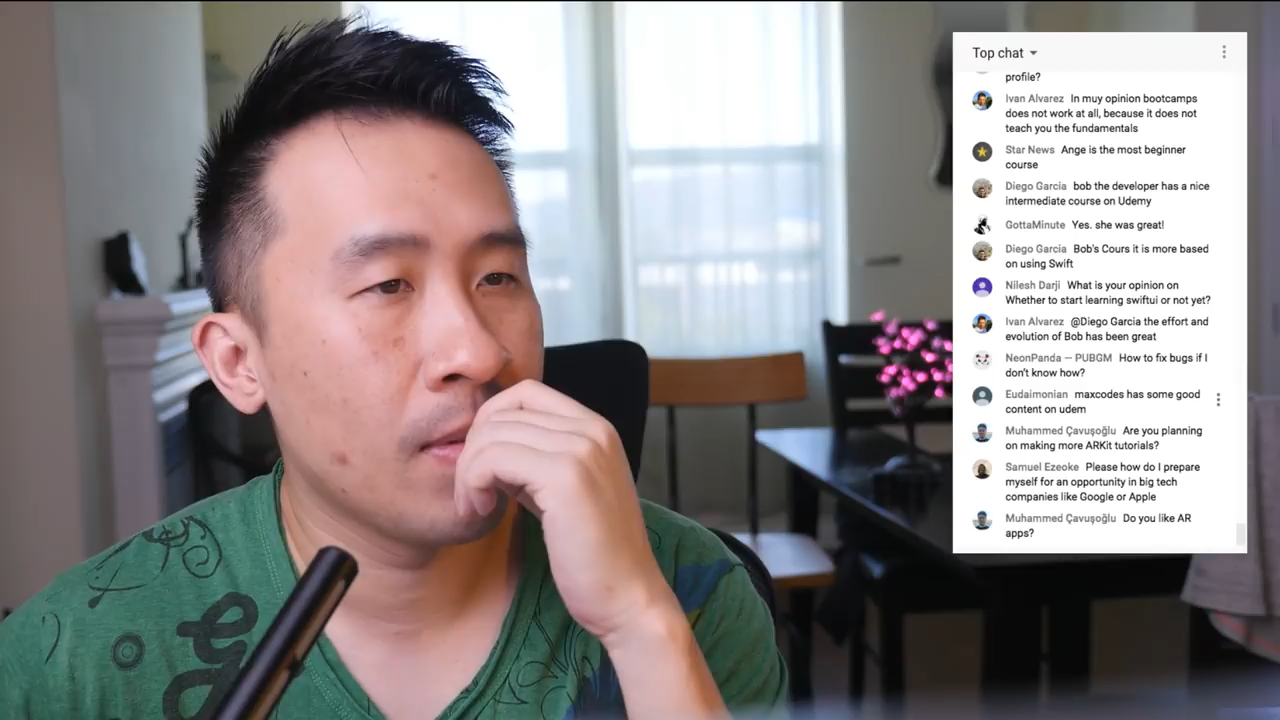 Top chat
profile?
Ivan Alvarez In muy opinion bootcamps
does not work at all, because it does not
teach you the fundamentals
Star News Ange is the most beginner
course
Diego Garcia bob the developer has a nice
intermediate course on Udemy
GottaMinute Yes. she was great!
Diego Garcia Bob's Cours it is more based
on using Swift
Nilesh Darji What is your opinion on
Whether to start learning swiftui or not yet?
Ivan Alvarez @Diego Garcia the effort and
evolution of Bob has been great
NeonPanda — PUBGM How to fix bugs if I
don't know how?
Eudaimonian maxcodes has some good
content on udem
Muhammed Çavuşoğlu Are you planning
on making more ARKit tutorials?
Samuel Ezeoke Please how do I prepare
myself for an opportunity in big tech
companies like Google or Apple
Muhammed Çavuşoğlu Do you like AR
apps?